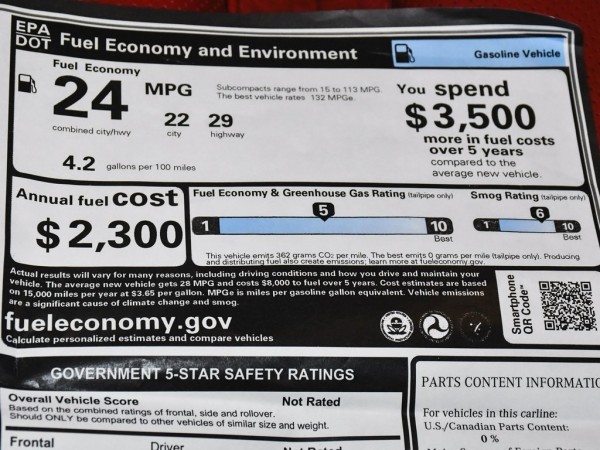 EPA
DOT Fuel Economy and Environment
Gasoline Vehicle
Fuel Economy
24 MPG
combined city/hwy
22 city
29 highway
4.2 gallons per 100 miles
Subcompacts range from 15 to 113 MPG.
The best vehicle rates 132 MPGe.
You spend
$3,500
more in fuel costs
over 5 years
compared to the
average new vehicle.
Annual fuel cost
$2,300
Fuel Economy & Greenhouse Gas Rating (tailpipe only)
5
1 10
Best
Smog Rating (tailpipe only)
6
1 10
Best
This vehicle emits 362 grams CO2 per mile. The best emits 0 grams per mile (tailpipe only). Producing
and distributing fuel also create emissions; learn more at fueleconomy.gov.
Actual results will vary for many reasons, including driving conditions and how you drive and maintain your
vehicle. The average new vehicle gets 28 MPG and costs $8,000 to fuel over 5 years. Cost estimates are based
on 15,000 miles per year at $3.65 per gallon. MPGe is miles per gasoline gallon equivalent. Vehicle emissions
are a significant cause of climate change and smog.
fueleconomy.gov
Calculate personalized estimates and compare vehicles
Smartphone
QR Code™
GOVERNMENT 5-STAR SAFETY RATINGS
Overall Vehicle Score Not Rated
Based on the combined ratings of frontal, side and rollover.
Should ONLY be compared to other vehicles of similar size and weight.
Frontal Driver Not Rated
PARTS CONTENT INFORMATIO
For vehicles in this carline:
U.S./Canadian Parts Content:
0 %